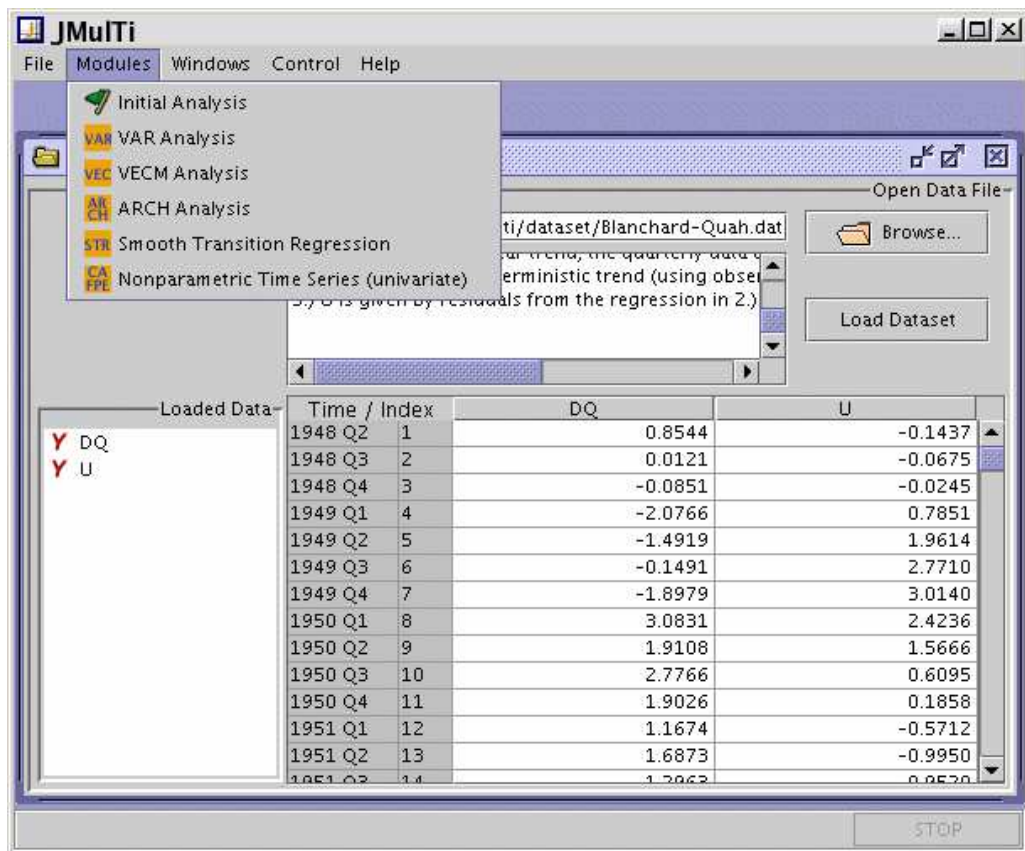 JMulTi
File Modules Windows Control Help
Initial Analysis
VAR VAR Analysis
VEC VECM Analysis
AR CH ARCH Analysis
STR Smooth Transition Regression
CA FPE Nonparametric Time Series (univariate)
Open Data File
ti/dataset/Blanchard-Quah.dat
Browse...
erministic trend (using obser
is given by residuals from the regression in 2.)
Load Dataset
Loaded Data
Y DQ
Y U
Time / Index DQ U
1948 Q2 1 0.8544 -0.1437
1948 Q3 2 0.0121 -0.0675
1948 Q4 3 -0.0851 -0.0245
1949 Q1 4 -2.0766 0.7851
1949 Q2 5 -1.4919 1.9614
1949 Q3 6 -0.1491 2.7710
1949 Q4 7 -1.8979 3.0140
1950 Q1 8 3.0831 2.4236
1950 Q2 9 1.9108 1.5666
1950 Q3 10 2.7766 0.6095
1950 Q4 11 1.9026 0.1858
1951 Q1 12 1.1674 -0.5712
1951 Q2 13 1.6873 -0.9950
1951 Q3 14
STOP